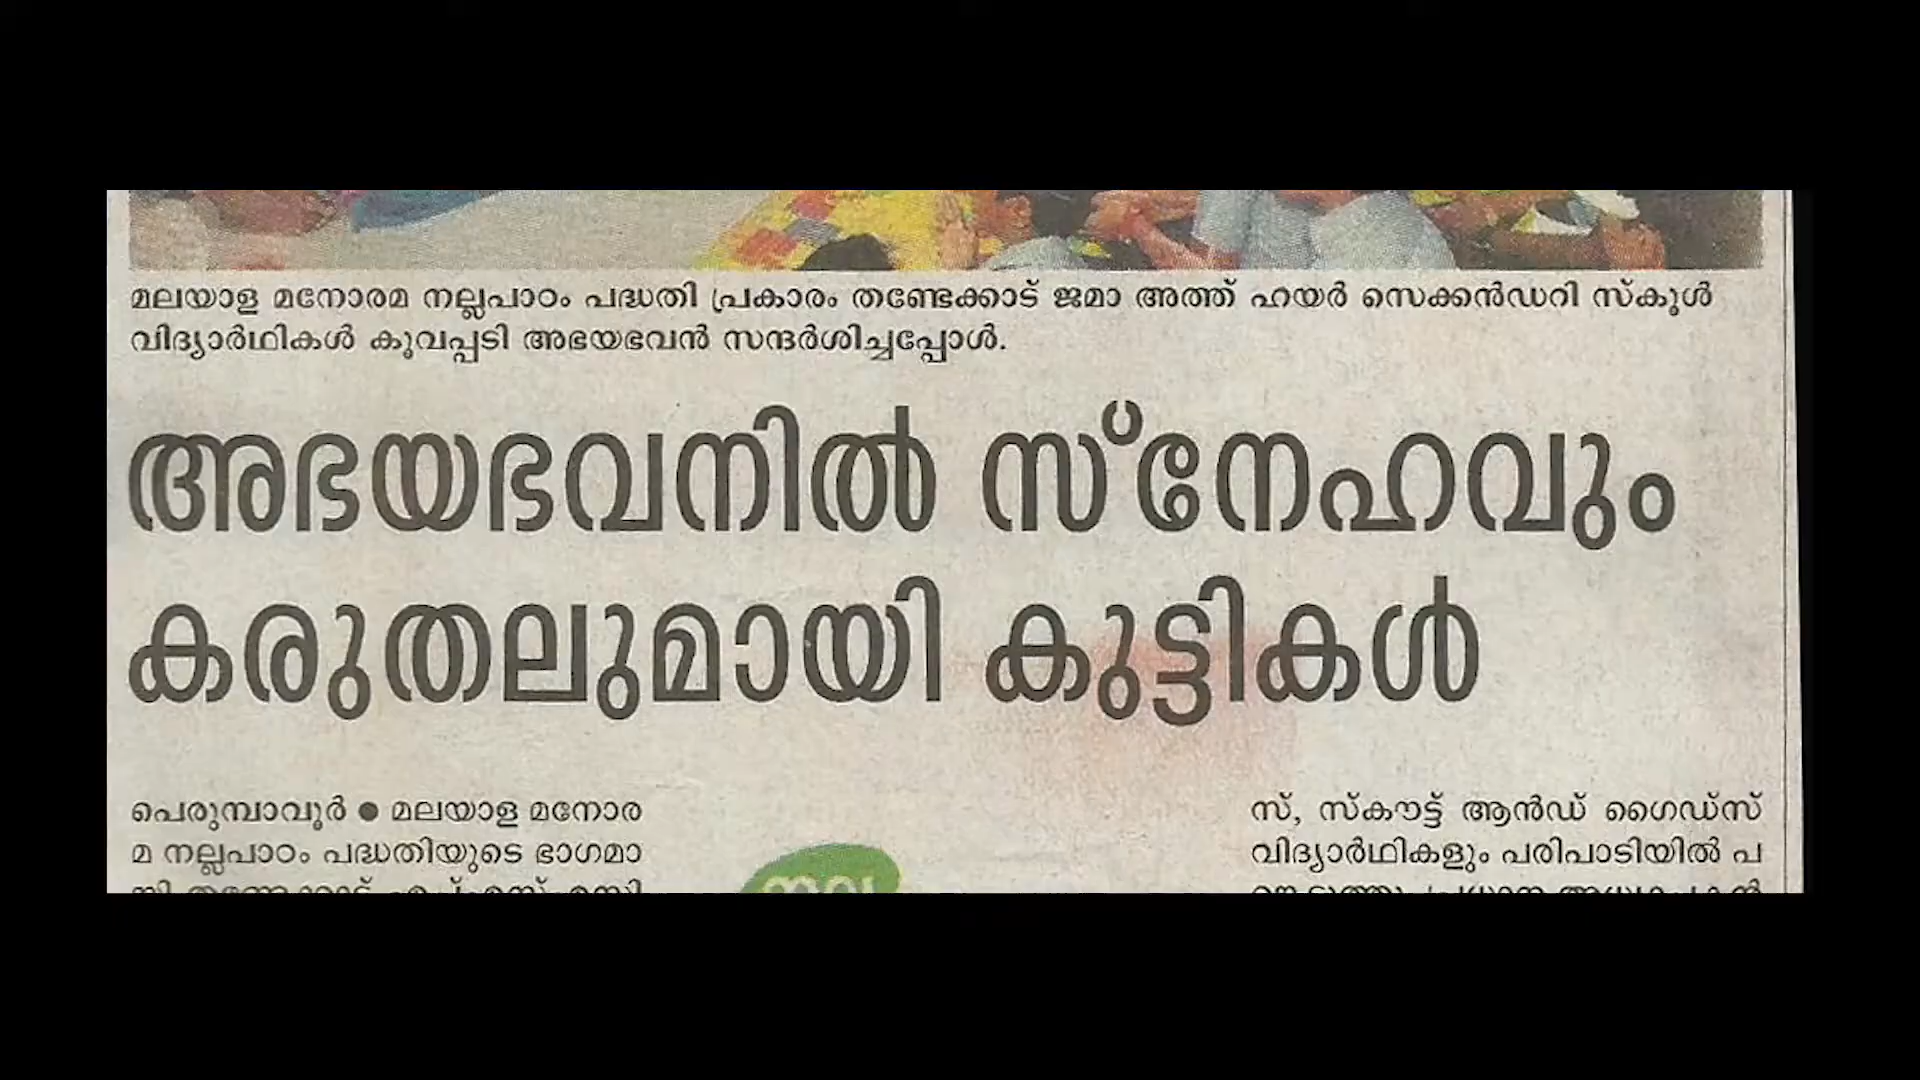 മലയാള മനോരമ നല്ലപാഠം പദ്ധതി പ്രകാരം തണ്ടേക്കാട് ജമാ അത്ത് ഹയർ സെക്കൻഡറി സ്കൂൾ
വിദ്യാർഥികൾ കൂവപ്പടി അഭയഭവൻ സന്ദർശിച്ചപ്പോൾ.
അഭയഭവനിൽ സ്നേഹവും
കരുതലുമായി കുട്ടികൾ
പെരുമ്പാവൂർ ● മലയാള മനോര
മ നല്ലപാഠം പദ്ധതിയുടെ ഭാഗമാ
സ്, സ്കൗട്ട് ആൻഡ് ഗൈഡ്സ്
വിദ്യാർഥികളും പരിപാടിയിൽ പ